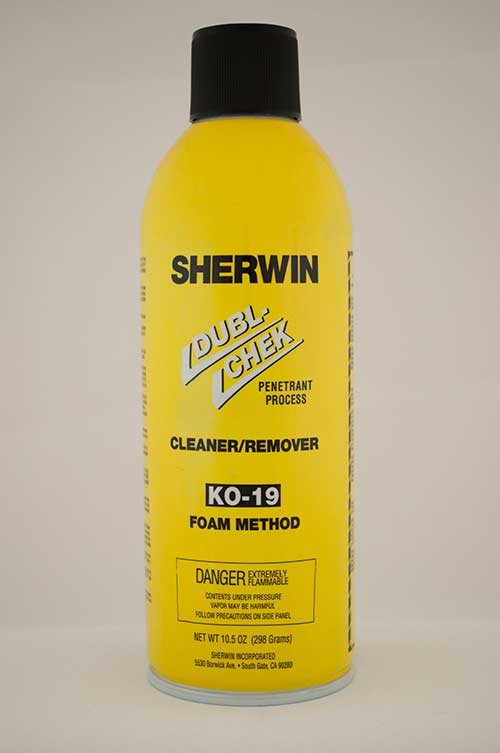 SHERWIN
DUBL-
CHEK
PENETRANT
PROCESS
CLEANER/REMOVER
KO-19
FOAM METHOD
DANGER EXTREMELY
FLAMMABLE
CONTENTS UNDER PRESSURE
VAPOR MAY BE HARMFUL
FOLLOW PRECAUTIONS ON SIDE PANEL
NET WT 10.5 OZ (298 Grams)
SHERWIN INCORPORATED
5530 Borwick Ave. • South Gate, CA 90280